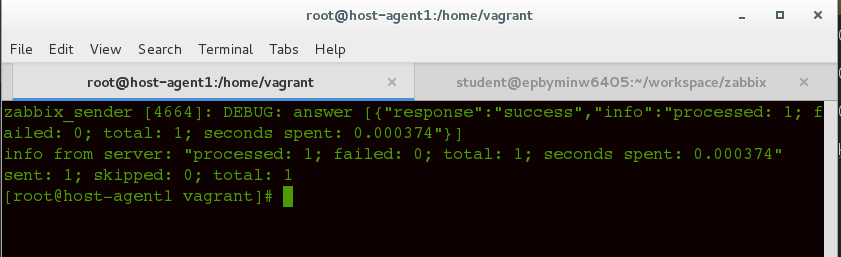 root@host-agent1:/home/vagrant
File Edit View Search Terminal Tabs Help
root@host-agent1:/home/vagrant × student@epbyminw6405:~/workspace/zabbix ×
zabbix_sender [4664]: DEBUG: answer [{"response":"success","info":"processed: 1; f
ailed: 0; total: 1; seconds spent: 0.000374"}]
info from server: "processed: 1; failed: 0; total: 1; seconds spent: 0.000374"
sent: 1; skipped: 0; total: 1
[root@host-agent1 vagrant]#